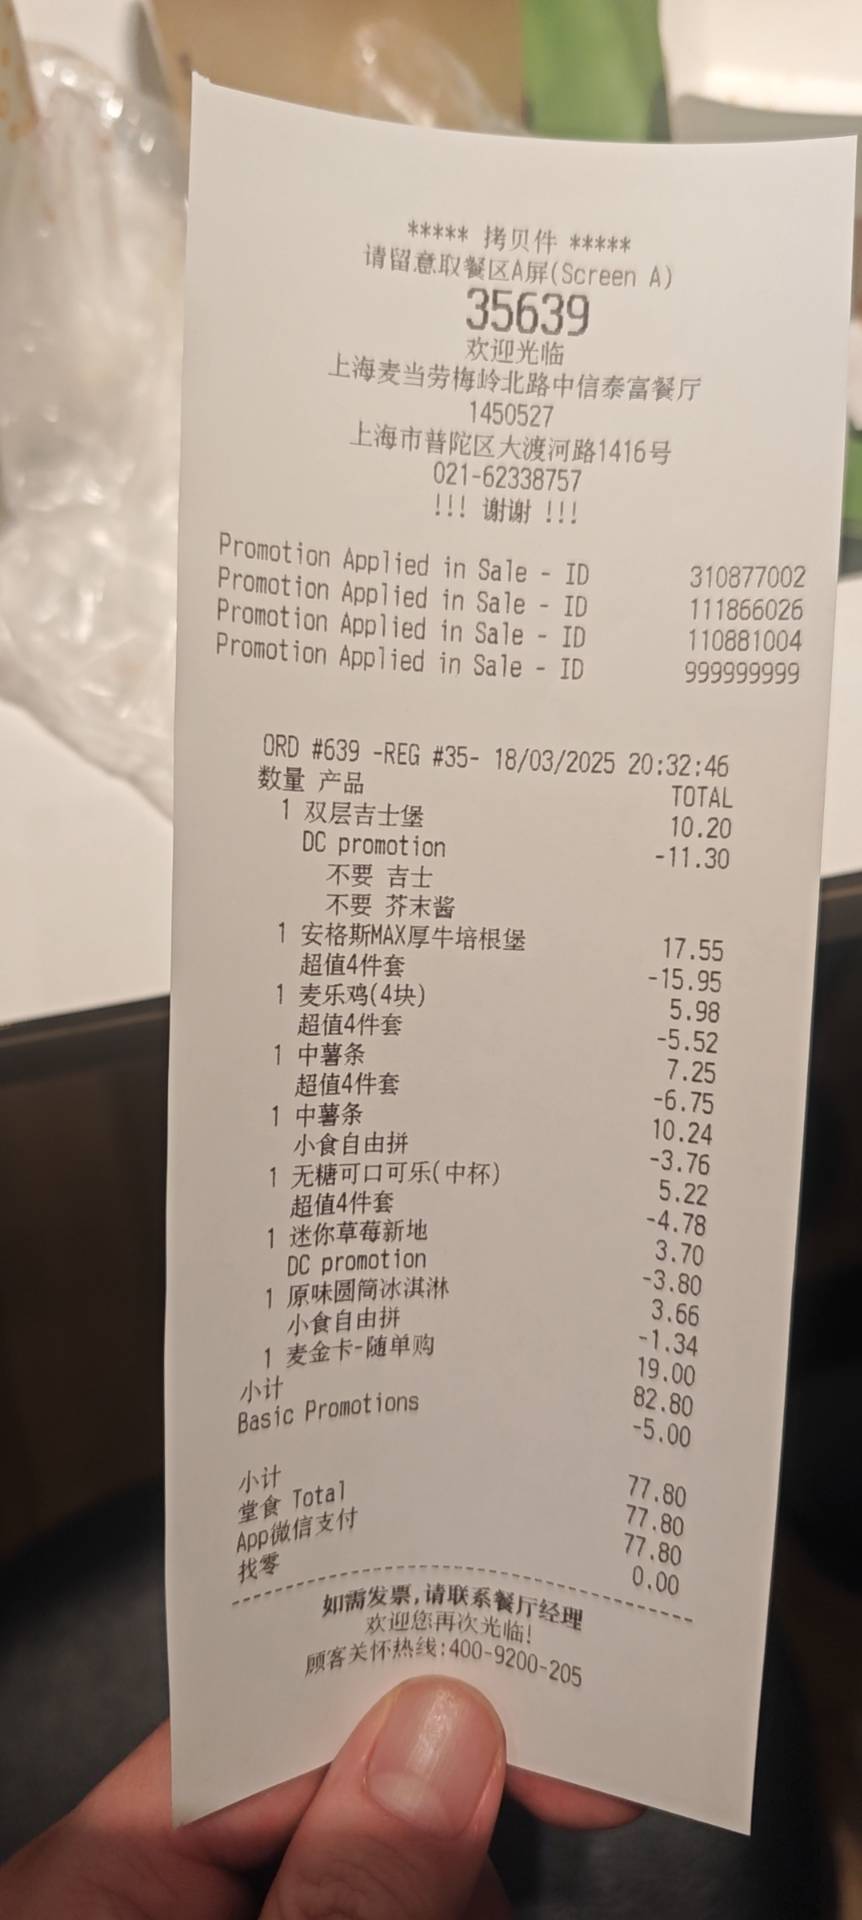 ***** 拷贝件 *****
请留意取餐区A屏(Screen A)
35639
欢迎光临
上海麦当劳梅岭北路中信泰富餐厅
1450527
上海市普陀区大渡河路1416号
021-62338757
!!! 谢谢 !!!
Promotion Applied in Sale - ID 310877002
Promotion Applied in Sale - ID 111866026
Promotion Applied in Sale - ID 110881004
Promotion Applied in Sale - ID 999999999
ORD #639 -REG #35- 18/03/2025 20:32:46
数量 产品 TOTAL
1 双层吉士堡 10.20
DC promotion -11.30
不要 吉士
不要 芥末酱
1 安格斯MAX厚牛培根堡 17.55
超值4件套 -15.95
1 麦乐鸡(4块) 5.98
超值4件套 -5.52
1 中薯条 7.25
超值4件套 -6.75
1 中薯条 10.24
小食自由拼 -3.76
1 无糖可口可乐(中杯) 5.22
超值4件套 -4.78
1 迷你草莓新地 3.70
DC promotion -3.80
1 原味圆筒冰淇淋 3.66
小食自由拼 -1.34
1 麦金卡-随单购 19.00
小计 82.80
Basic Promotions -5.00
小计 77.80
堂食 Total 77.80
App微信支付 77.80
找零 0.00
如需发票,请联系餐厅经理
欢迎您再次光临!
顾客关怀热线:400-9200-205